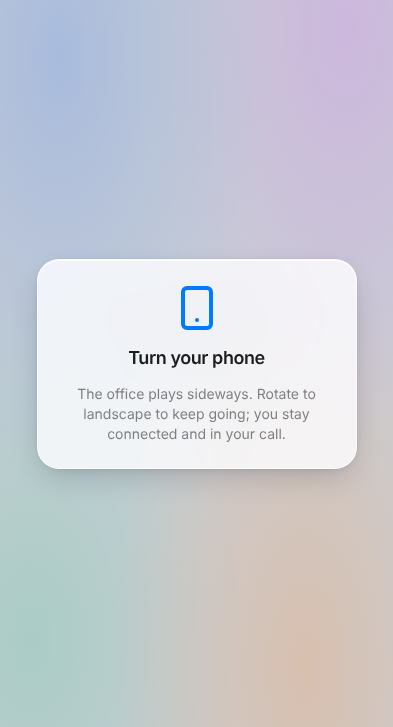 Turn your phone
The office plays sideways. Rotate to
landscape to keep going; you stay
connected and in your call.